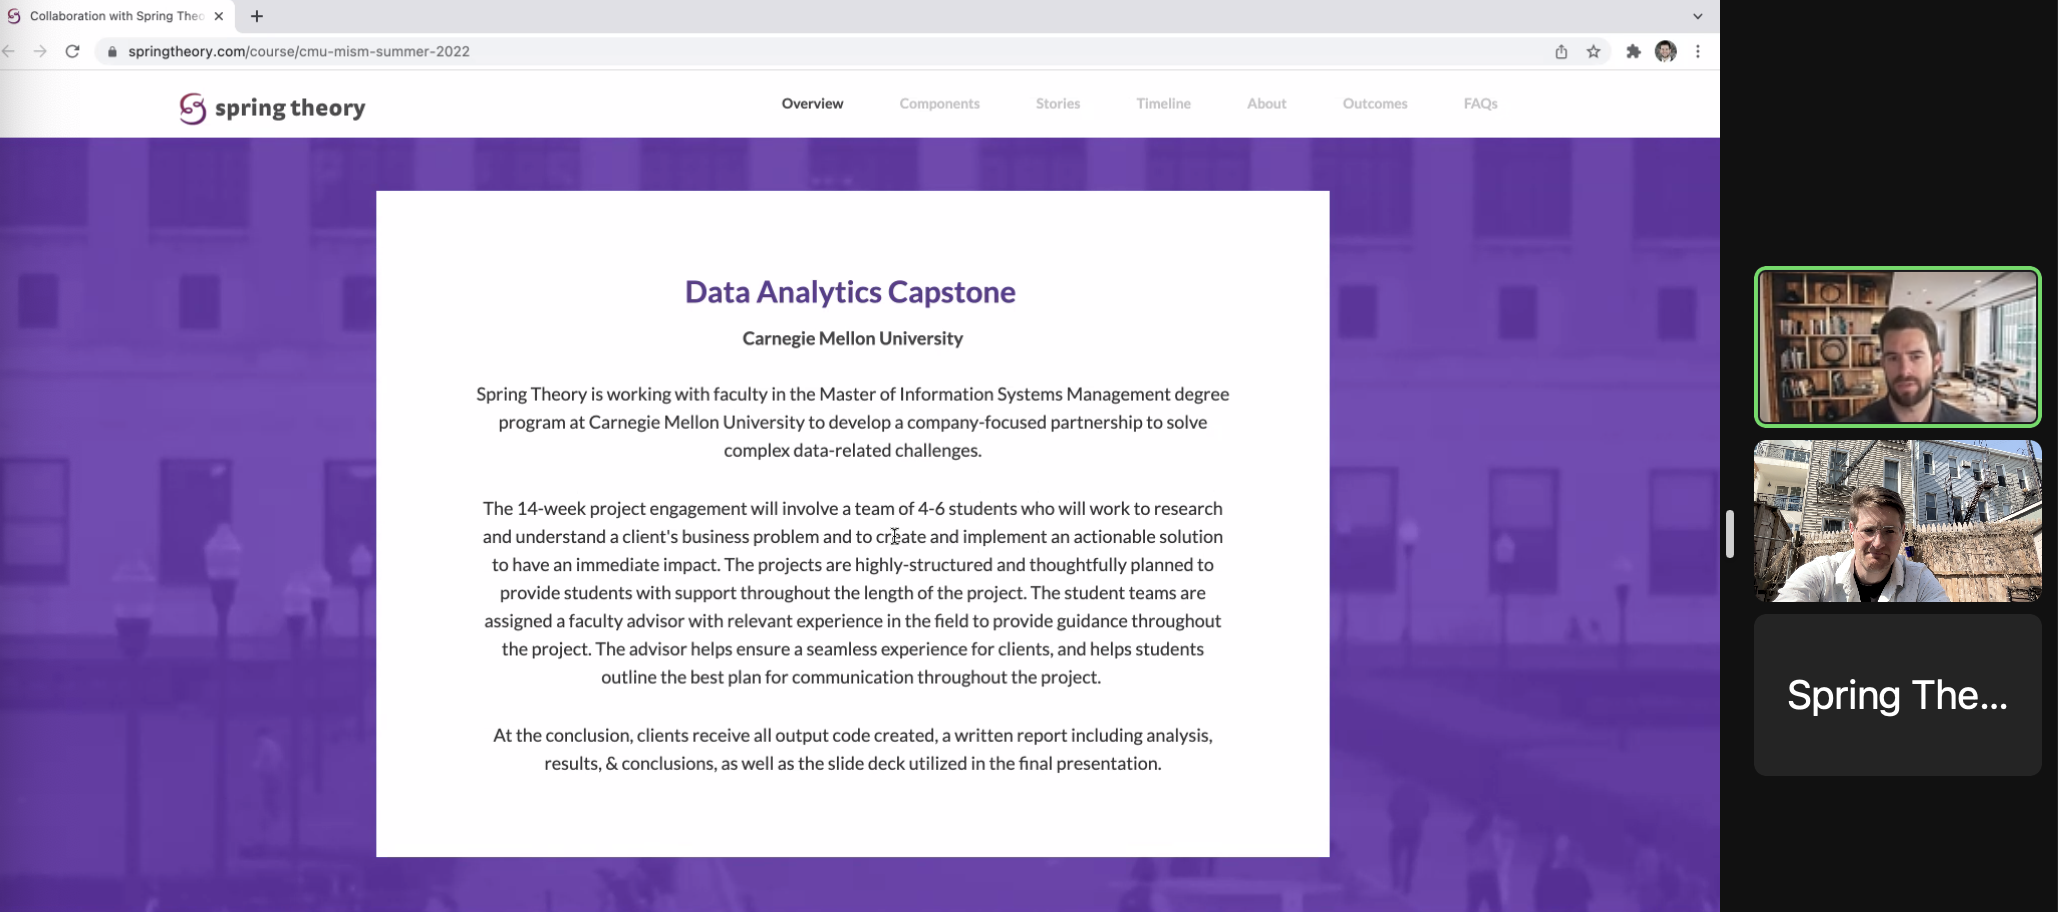 Collaboration with Spring Theo
springtheory.com/course/cmu-mism-summer-2022
spring theory
Overview
Components
Stories
Timeline
About
Outcomes
FAQs
Data Analytics Capstone
Carnegie Mellon University
Spring Theory is working with faculty in the Master of Information Systems Management degree
program at Carnegie Mellon University to develop a company-focused partnership to solve
complex data-related challenges.
The 14-week project engagement will involve a team of 4-6 students who will work to research
and understand a client's business problem and to create and implement an actionable solution
to have an immediate impact. The projects are highly-structured and thoughtfully planned to
provide students with support throughout the length of the project. The student teams are
assigned a faculty advisor with relevant experience in the field to provide guidance throughout
the project. The advisor helps ensure a seamless experience for clients, and helps students
outline the best plan for communication throughout the project.
At the conclusion, clients receive all output code created, a written report including analysis,
results, & conclusions, as well as the slide deck utilized in the final presentation.
Spring The...